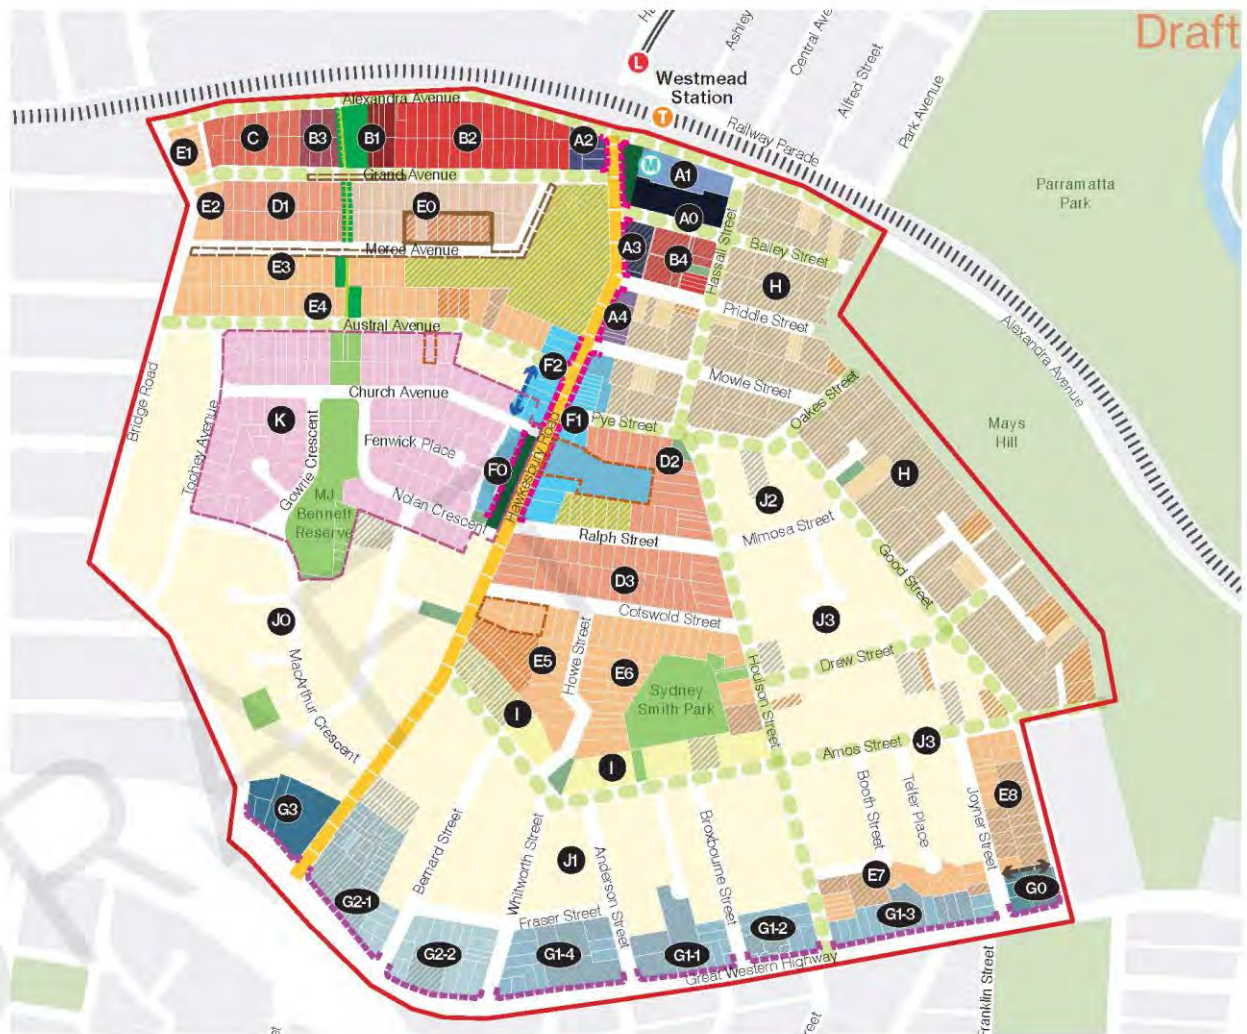 Draft
Ashley
Central Ave
Alfred Street
Park Avenue
L
Westmead
Station
T
Railway Parade
Alexandra Avenue
E1
C
B3
B1
B2
A2
M
A1
Grand Avenue
Parramatta
Park
E2
D1
E0
A0
Moree Avenue
A3
B4
Hassall Street
Bailey Street
E3
H
E4
A4
Priddle Street
Austral Avenue
Alexandra Avenue
F2
Mowle Street
Bridge Road
Church Avenue
Oakes Street
K
Toohey Avenue
Gowrie Crescent
Fenwick Place
F1
Pye Street
Mays
Hill
Hawkesbury Road
F0
D2
H
MJ
Bennett
Reserve
Nolan Crescent
J2
Mimosa Street
Ralph Street
Good Street
D3
J0
Cotswold Street
J3
MacArthur Crescent
Howe Street
E5
E6
Drew Street
Houlson Street
Sydney
Smith Park
I
I
Amos Street
J3
G3
Bernard Street
Whitworth Street
Anderson Street
Broxbourne Street
Booth Street
Telfer Place
Joyner Street
E8
J1
E7
G0
G2-1
Fraser Street
G1-3
G1-2
G2-2
G1-4
G1-1
Great Western Highway
Franklin Street